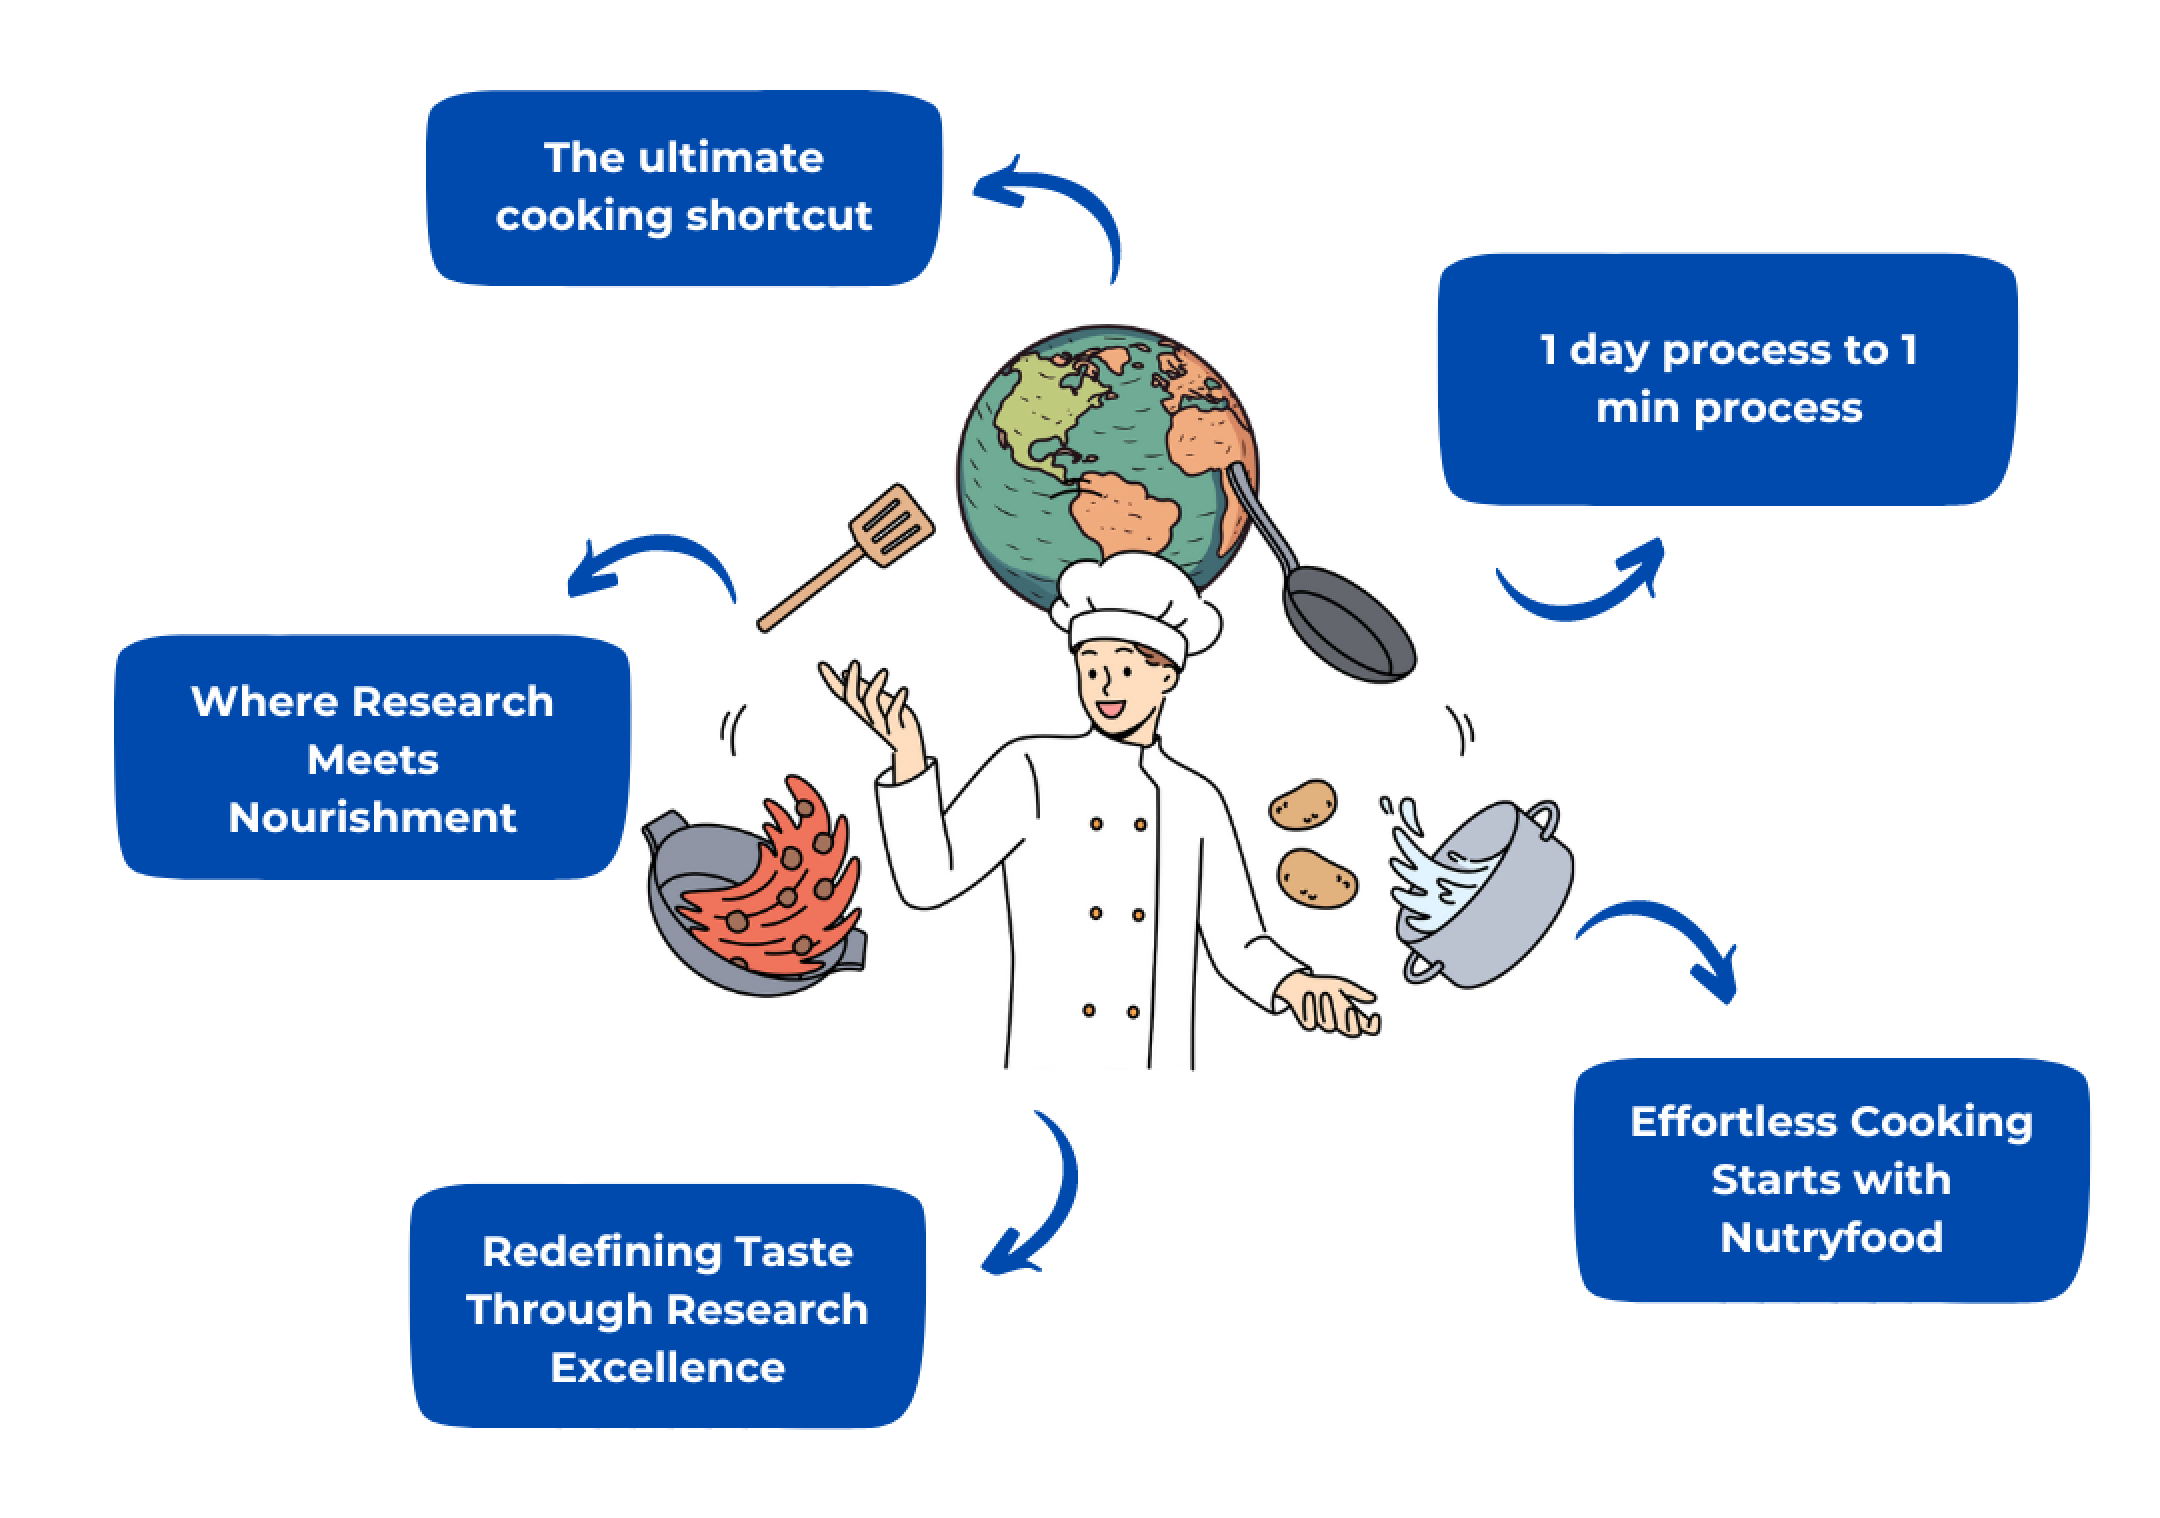 The ultimate
cooking shortcut
1 day process to 1
min process
Where Research
Meets
Nourishment
Effortless Cooking
Starts with
Nutryfood
Redefining Taste
Through Research
Excellence